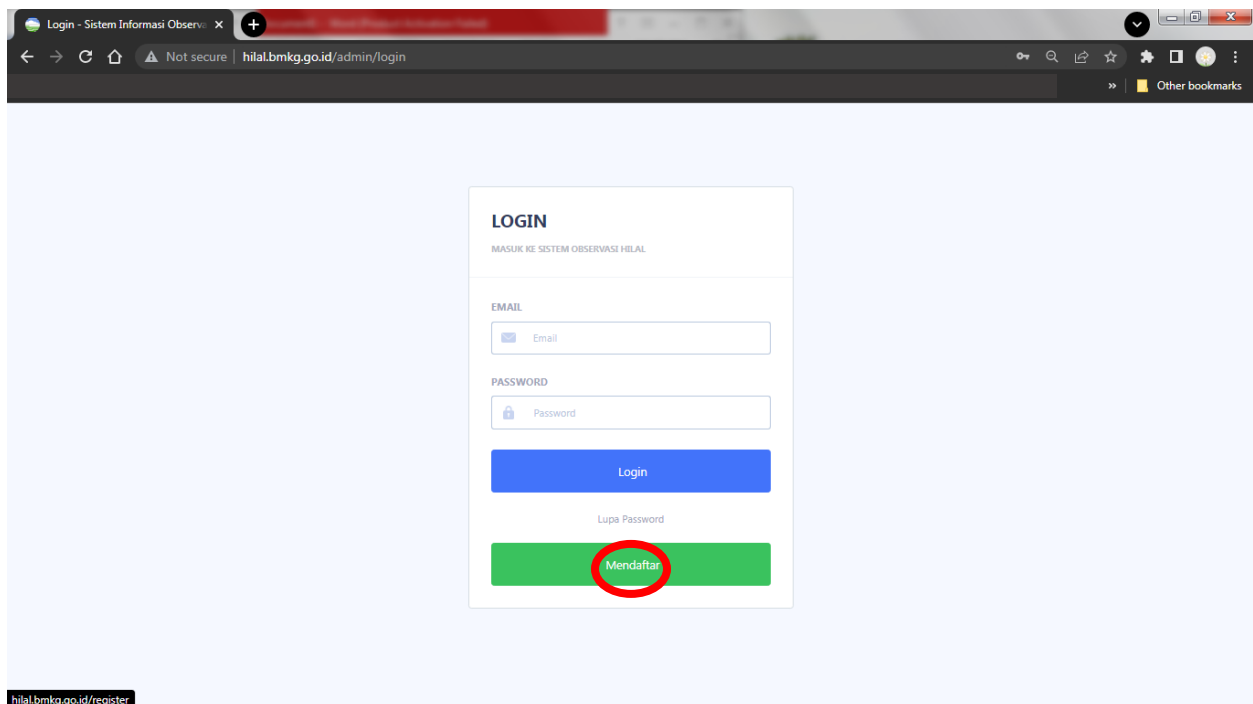 Login - Sistem Informasi Observa
Not secure | hilal.bmkg.go.id/admin/login
» Other bookmarks
LOGIN
MASUK KE SISTEM OBSERVASI HILAL
EMAIL
Email
PASSWORD
Password
Login
Lupa Password
Mendaftar
hilal.bmkg.go.id/register